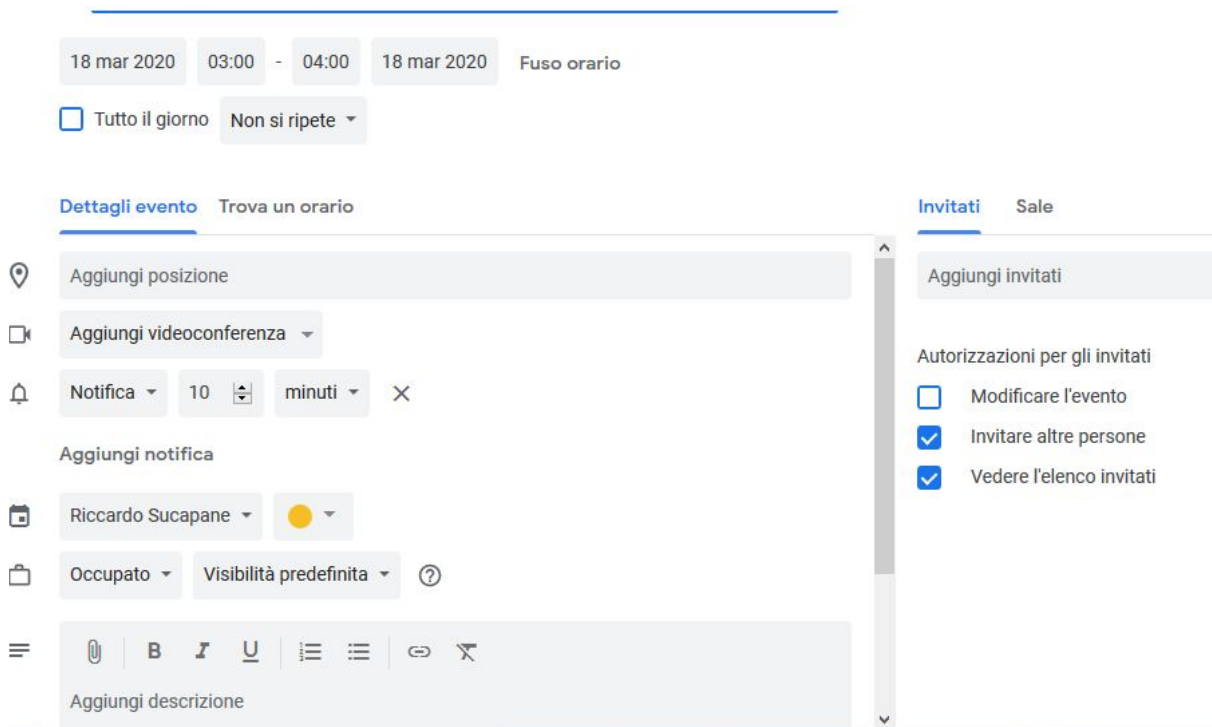 18 mar 2020 03:00 - 04:00 18 mar 2020 Fuso orario
Tutto il giorno Non si ripete
Dettagli evento Trova un orario
Invitati Sale
Aggiungi posizione
Aggiungi invitati
Aggiungi videoconferenza
Notifica 10 minuti
Autorizzazioni per gli invitati
Modificare l'evento
Invitare altre persone
Vedere l'elenco invitati
Aggiungi notifica
Riccardo Sucapane
Occupato Visibilità predefinita
B I U
Aggiungi descrizione